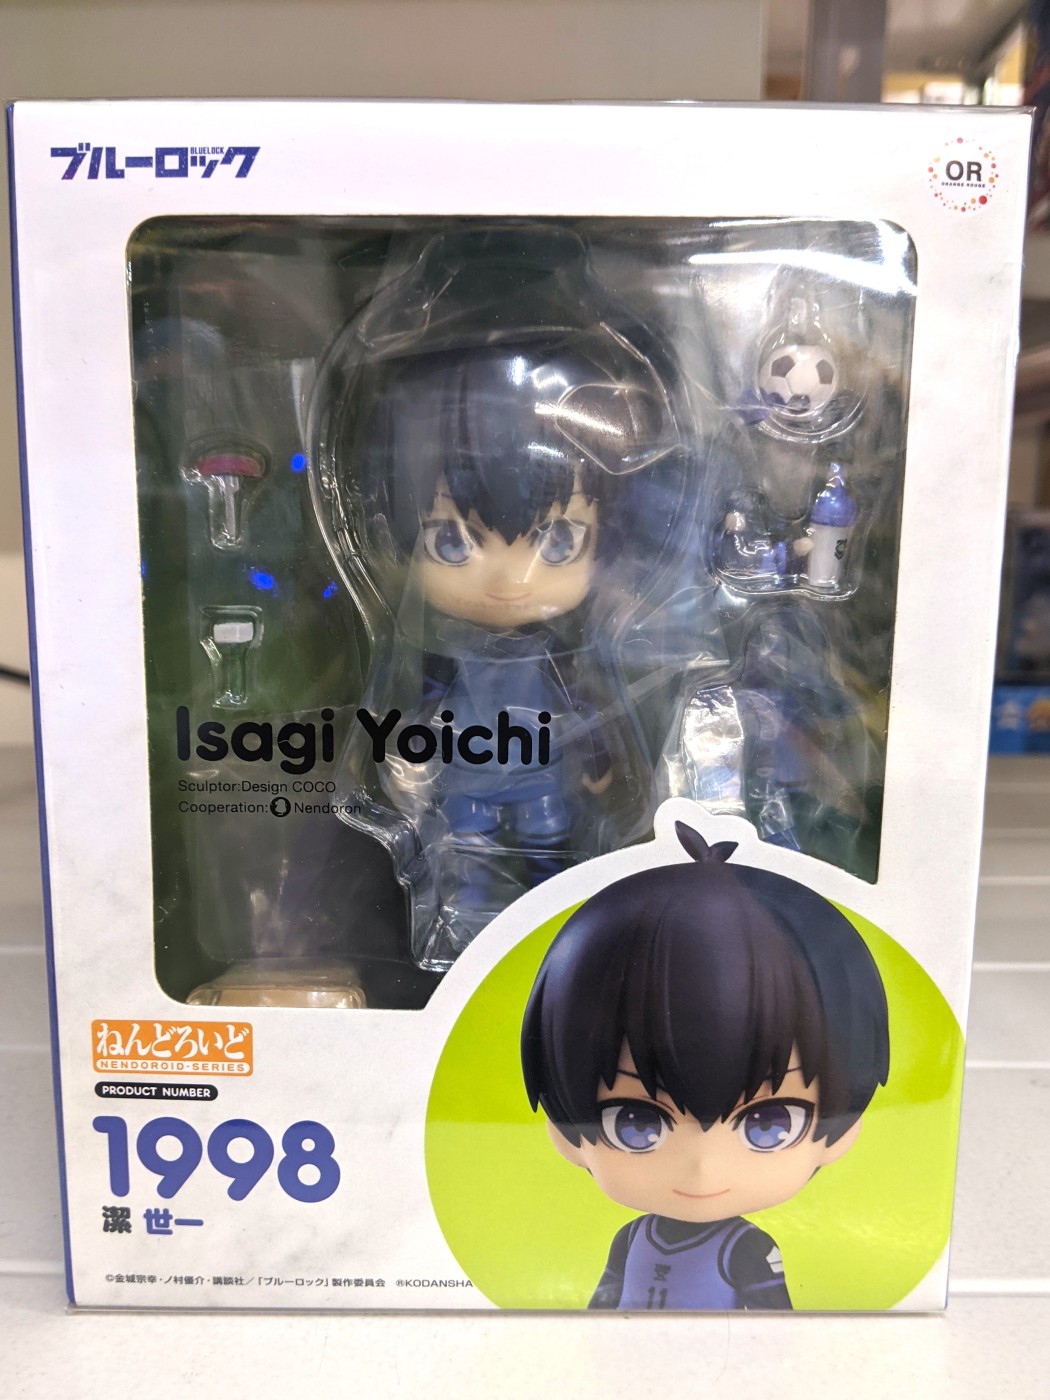 ブルーロック
BLUELOCK
OR
ORANGE ROUGE
Isagi Yoichi
Sculptor:Design COCO
Cooperation: Nendoron
ねんどろいど
NENDOROID・SERIES
PRODUCT NUMBER
1998
潔 世一
©金城宗幸・ノ村優介・講談社/「ブルーロック」製作委員会 ®KODANSHA
11